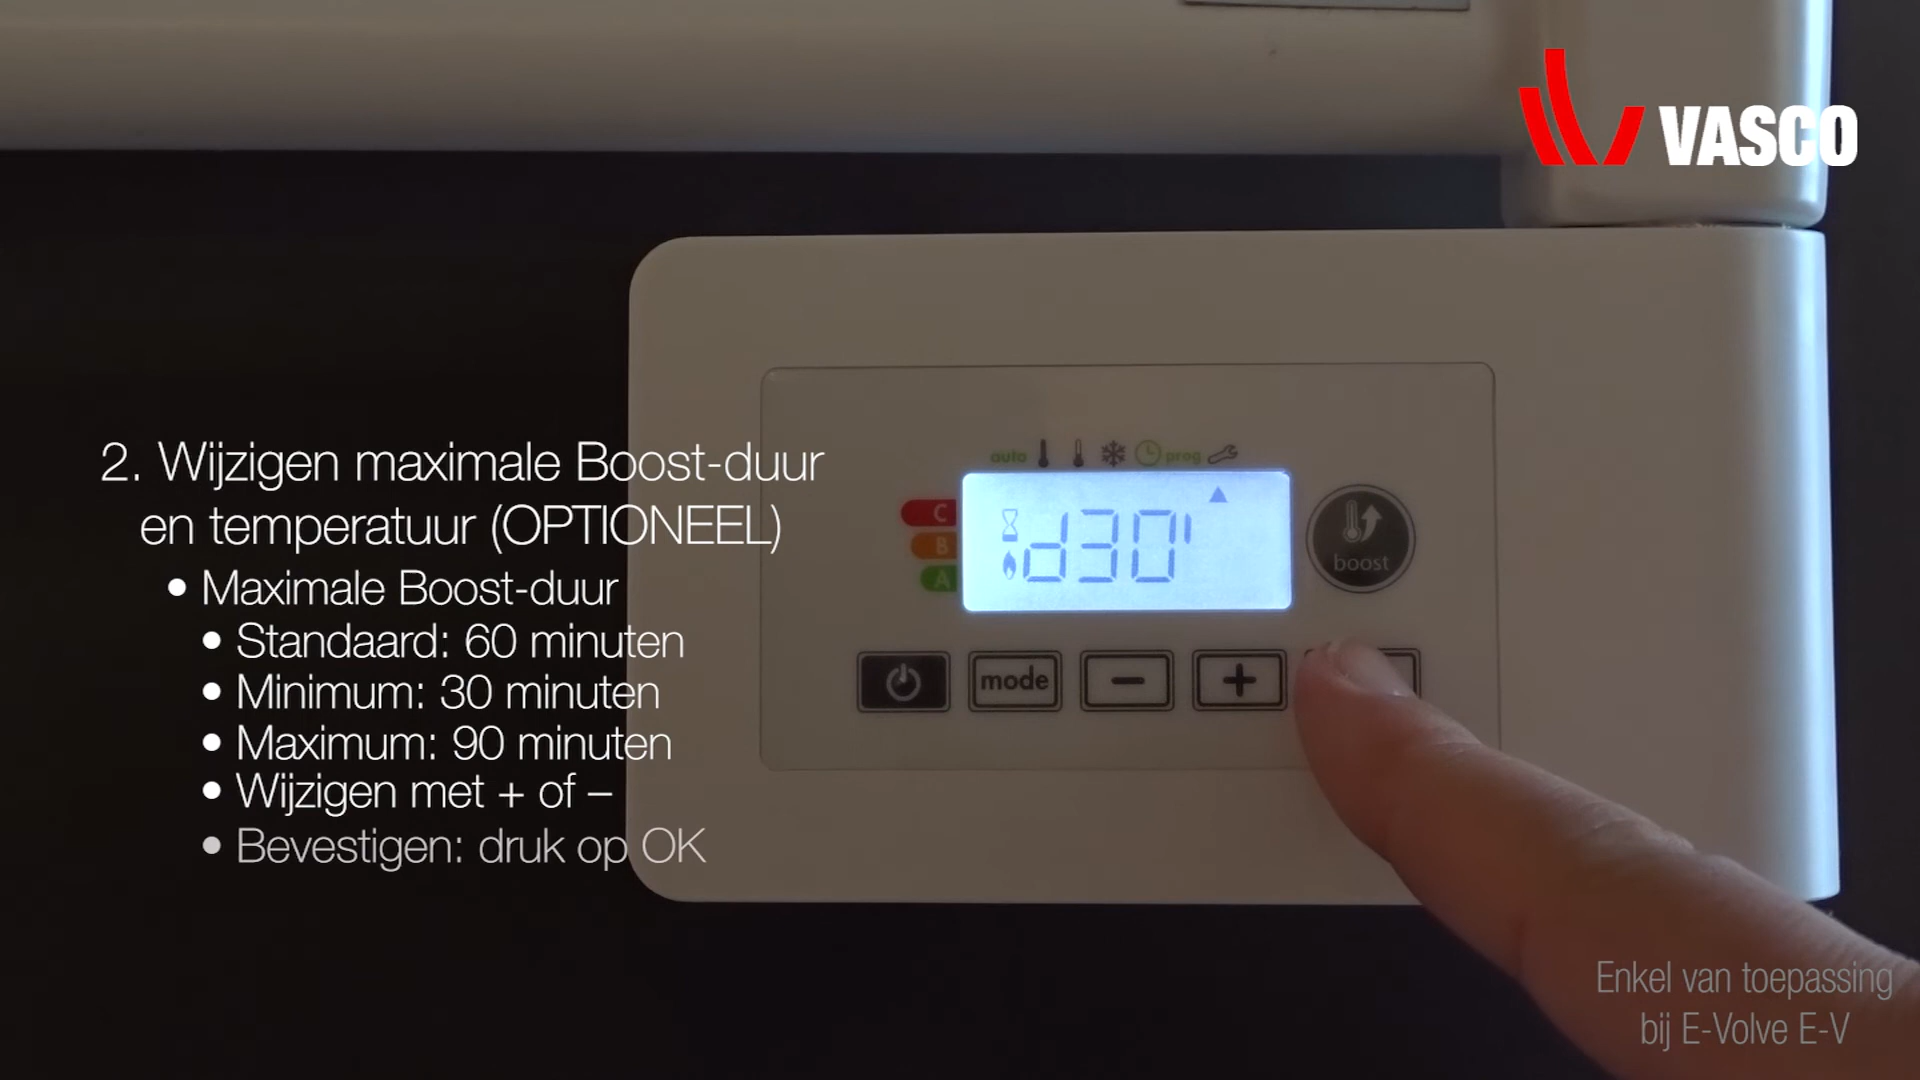 VASCO
2. Wijzigen maximale Boost-duur
en temperatuur (OPTIONEEL)
• Maximale Boost-duur
• Standaard: 60 minuten
• Minimum: 30 minuten
• Maximum: 90 minuten
• Wijzigen met + of –
• Bevestigen: druk op OK
auto prog
C
B
A
d30'
boost
mode - +
Enkel van toepassing
bij E-Volve E-V